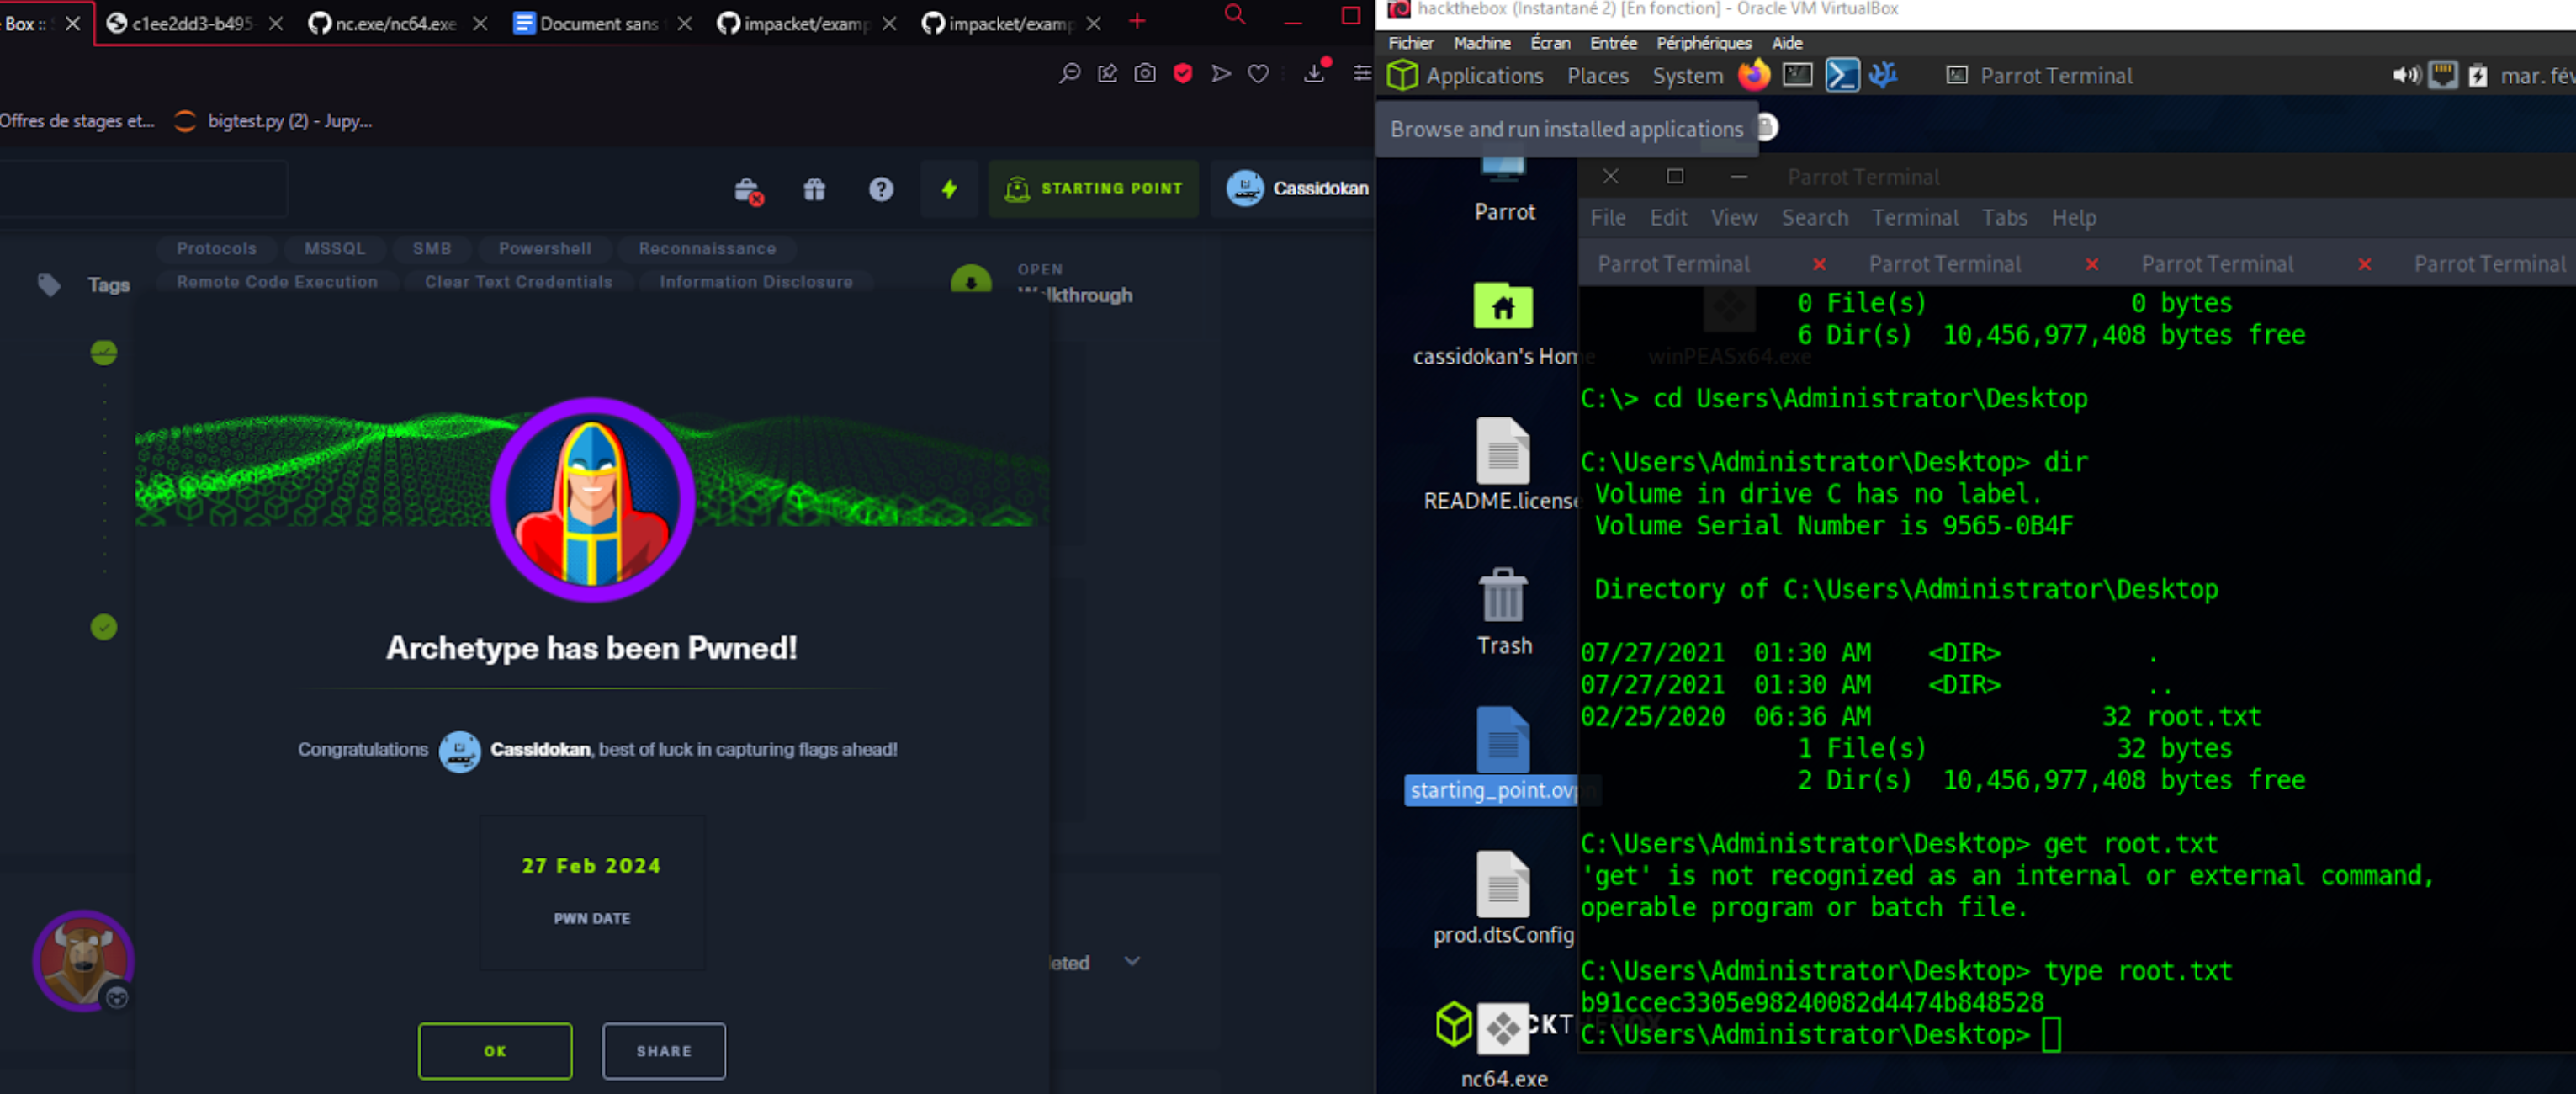 Box ::
c1ee2dd3-b495-
nc.exe/nc64.exe
Document sans
impacket/examp
impacket/examp
Offres de stages et...
bigtest.py (2) - Jupy...
STARTING POINT
Cassidokan
Protocols
MSSQL
SMB
Powershell
Reconnaissance
Tags
Remote Code Execution
Clear Text Credentials
Information Disclosure
OPEN
Walkthrough
Archetype has been Pwned!
Congratulations Cassidokan, best of luck in capturing flags ahead!
27 Feb 2024
PWN DATE
leted
OK
SHARE
hackthebox (Instantané 2) [En fonction] - Oracle VM VirtualBox
Fichier Machine Écran Entrée Périphériques Aide
Applications Places System
Parrot Terminal
mar. fév
Browse and run installed applications
Parrot
cassidokan's Hom
README.license
Trash
starting_point.ovpn
prod.dtsConfig
nc64.exe
winPEASx64.exe
Parrot Terminal
File Edit View Search Terminal Tabs Help
Parrot Terminal
Parrot Terminal
Parrot Terminal
Parrot Terminal
0 File(s) 0 bytes
6 Dir(s) 10,456,977,408 bytes free
C:\> cd Users\Administrator\Desktop
C:\Users\Administrator\Desktop> dir
Volume in drive C has no label.
Volume Serial Number is 9565-0B4F
Directory of C:\Users\Administrator\Desktop
07/27/2021 01:30 AM <DIR> .
07/27/2021 01:30 AM <DIR> ..
02/25/2020 06:36 AM 32 root.txt
1 File(s) 32 bytes
2 Dir(s) 10,456,977,408 bytes free
C:\Users\Administrator\Desktop> get root.txt
'get' is not recognized as an internal or external command,
operable program or batch file.
C:\Users\Administrator\Desktop> type root.txt
b91ccec3305e98240082d4474b848528
C:\Users\Administrator\Desktop>